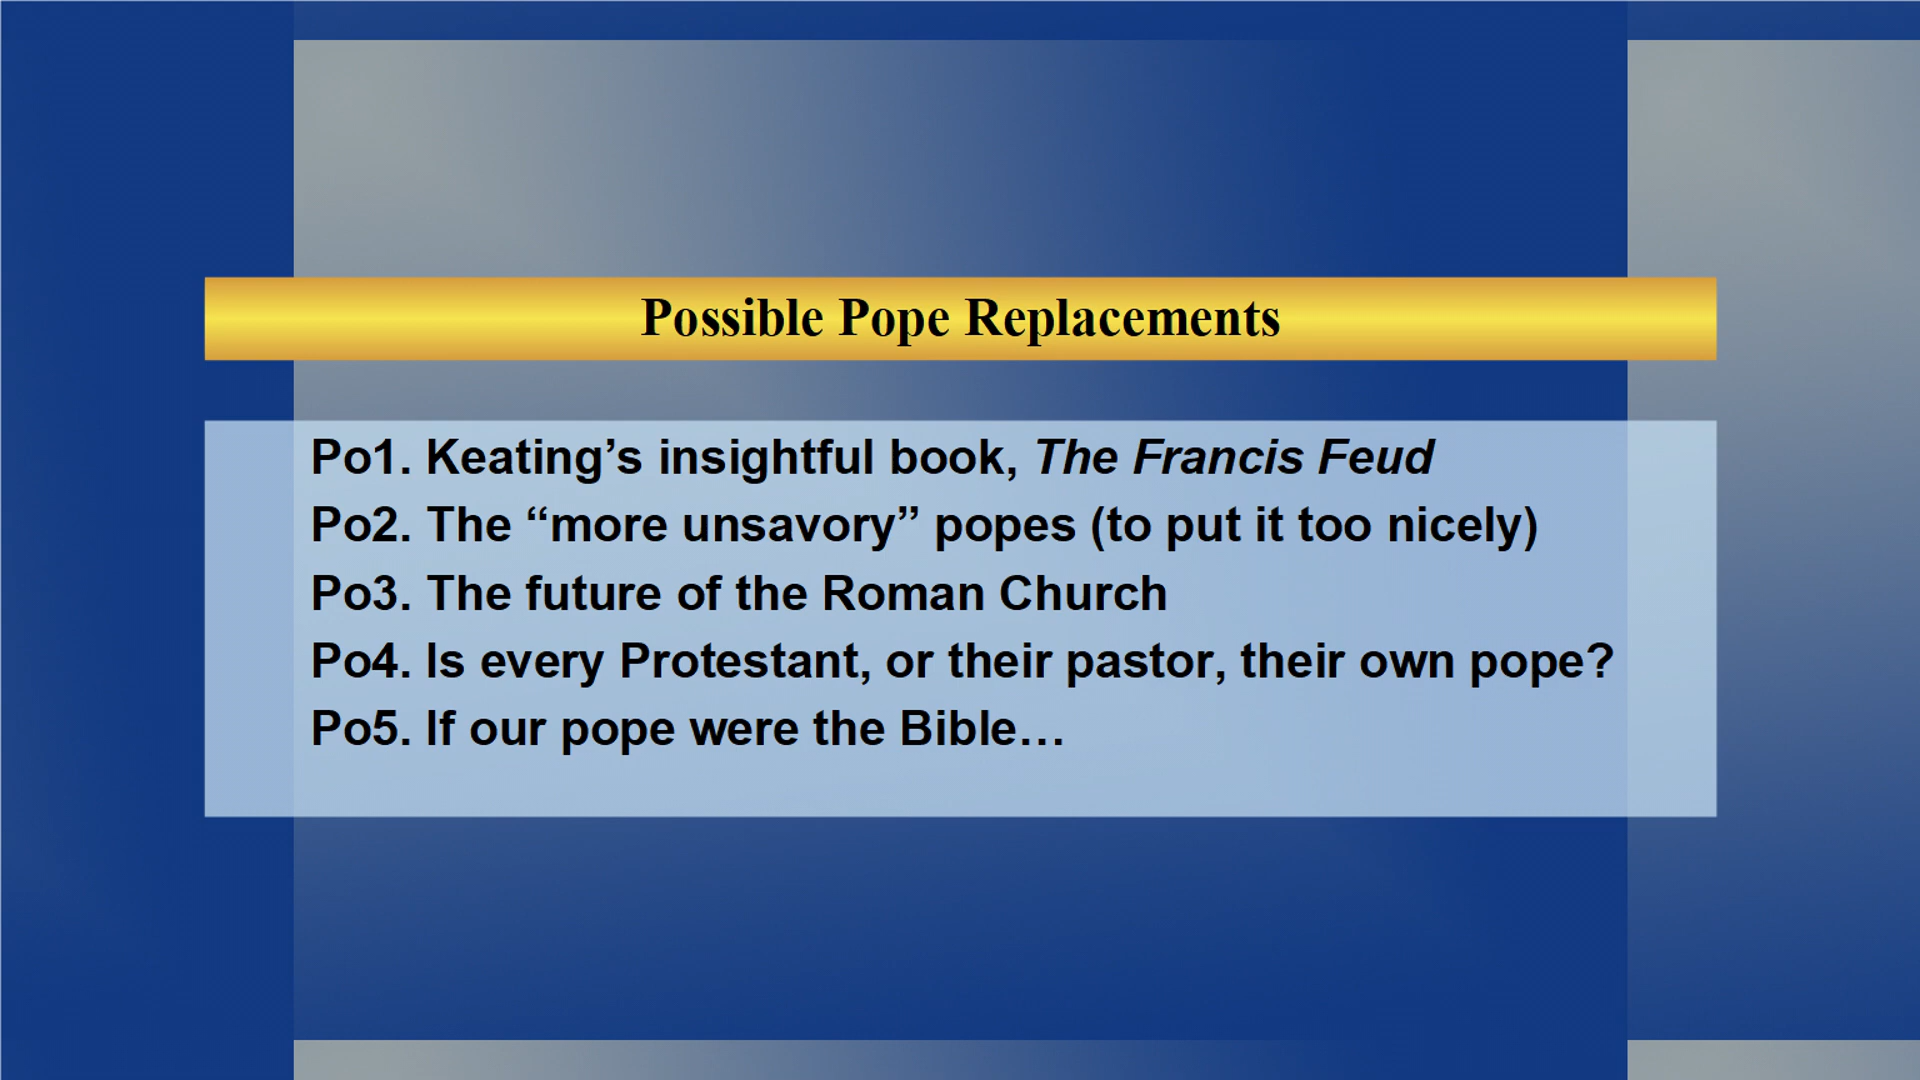 Possible Pope Replacements
Po1. Keating’s insightful book, The Francis Feud
Po2. The “more unsavory” popes (to put it too nicely)
Po3. The future of the Roman Church
Po4. Is every Protestant, or their pastor, their own pope?
Po5. If our pope were the Bible…